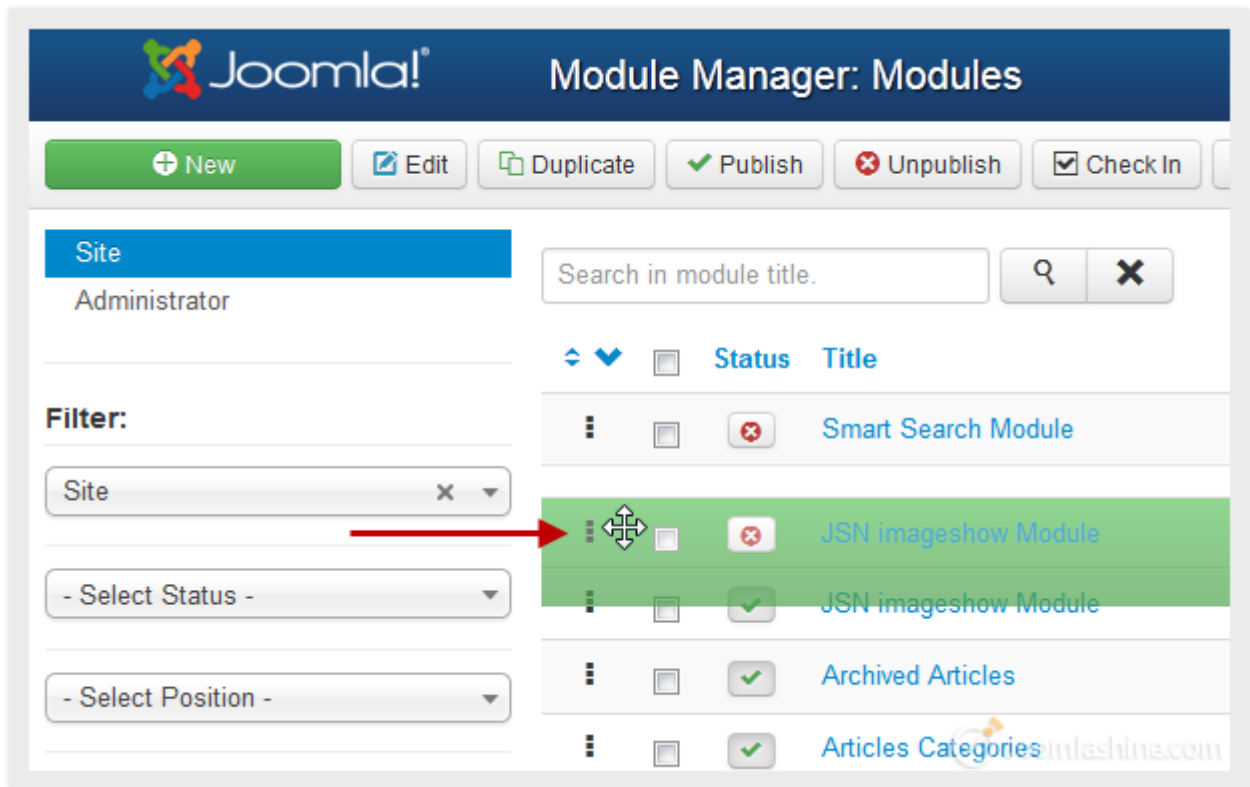 Joomla!®
Module Manager: Modules
New
Edit
Duplicate
Publish
Unpublish
Check In
Site
Administrator
Search in module title.
Status
Title
Filter:
Smart Search Module
Site
JSN imageshow Module
- Select Status -
JSN imageshow Module
Archived Articles
- Select Position -
Articles Categories
joomlashine.com